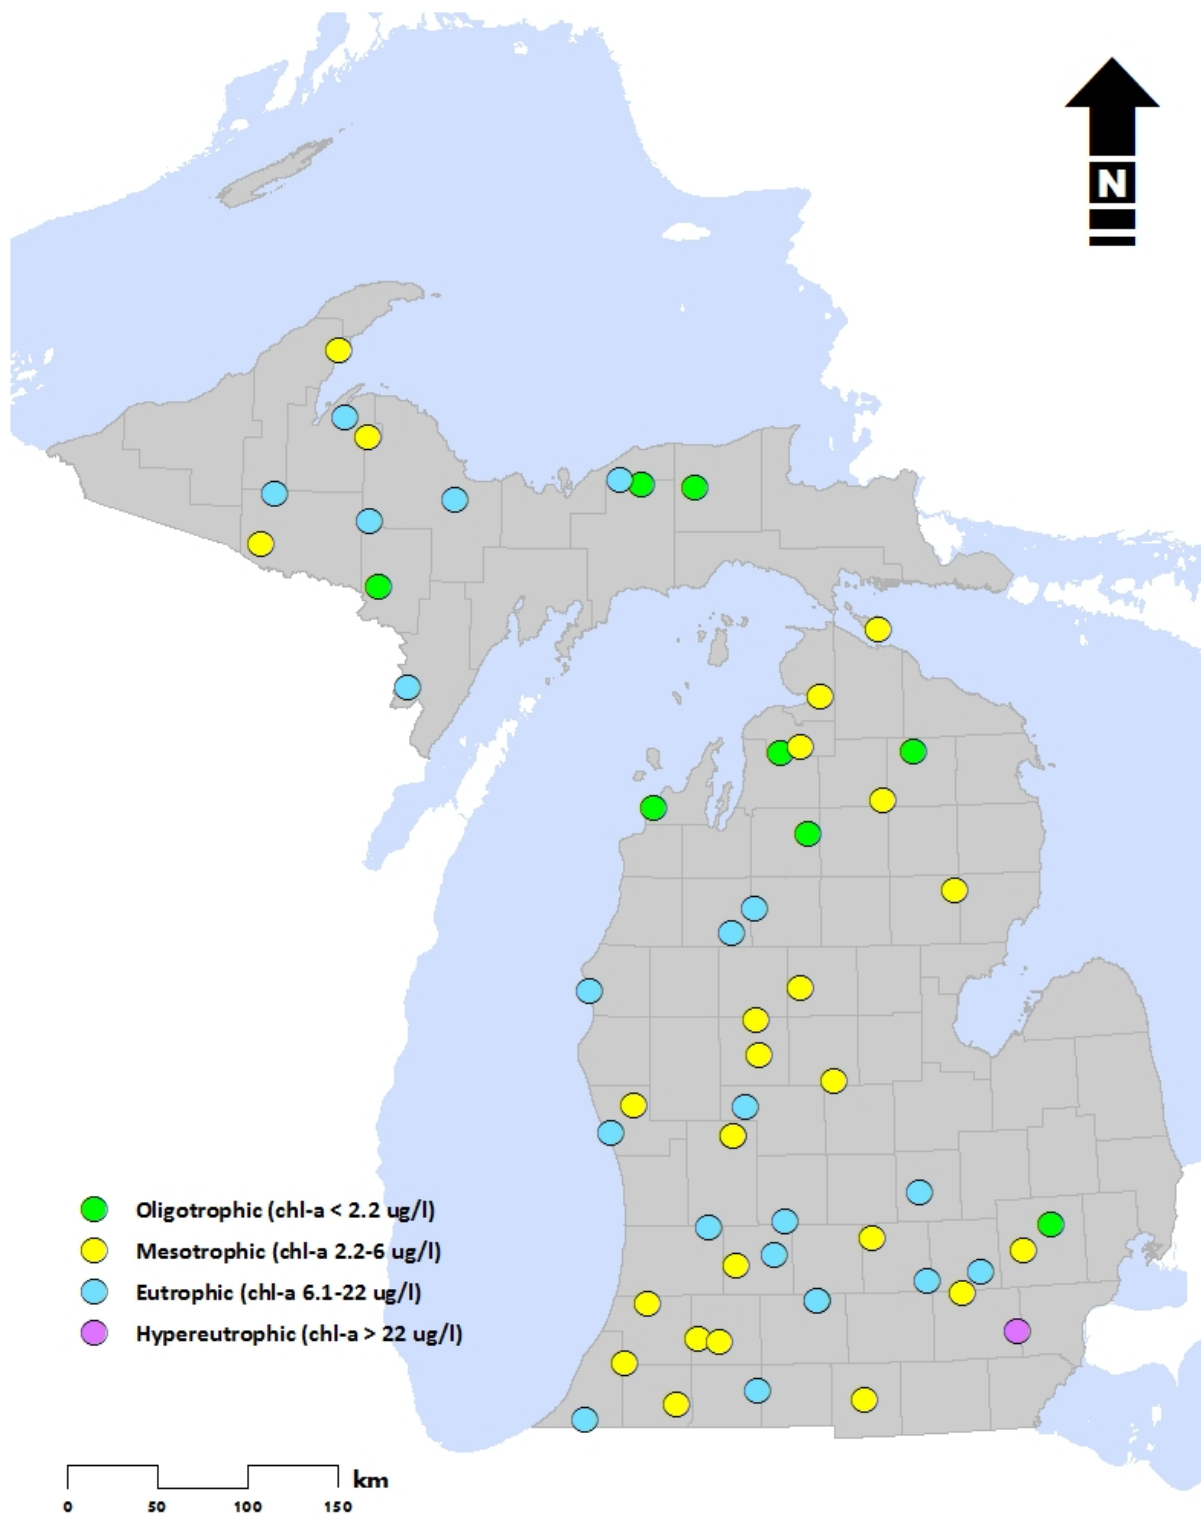 N
Oligotrophic (chl-a < 2.2 ug/l)
Mesotrophic (chl-a 2.2-6 ug/l)
Eutrophic (chl-a 6.1-22 ug/l)
Hypereutrophic (chl-a > 22 ug/l)
km
0 50 100 150